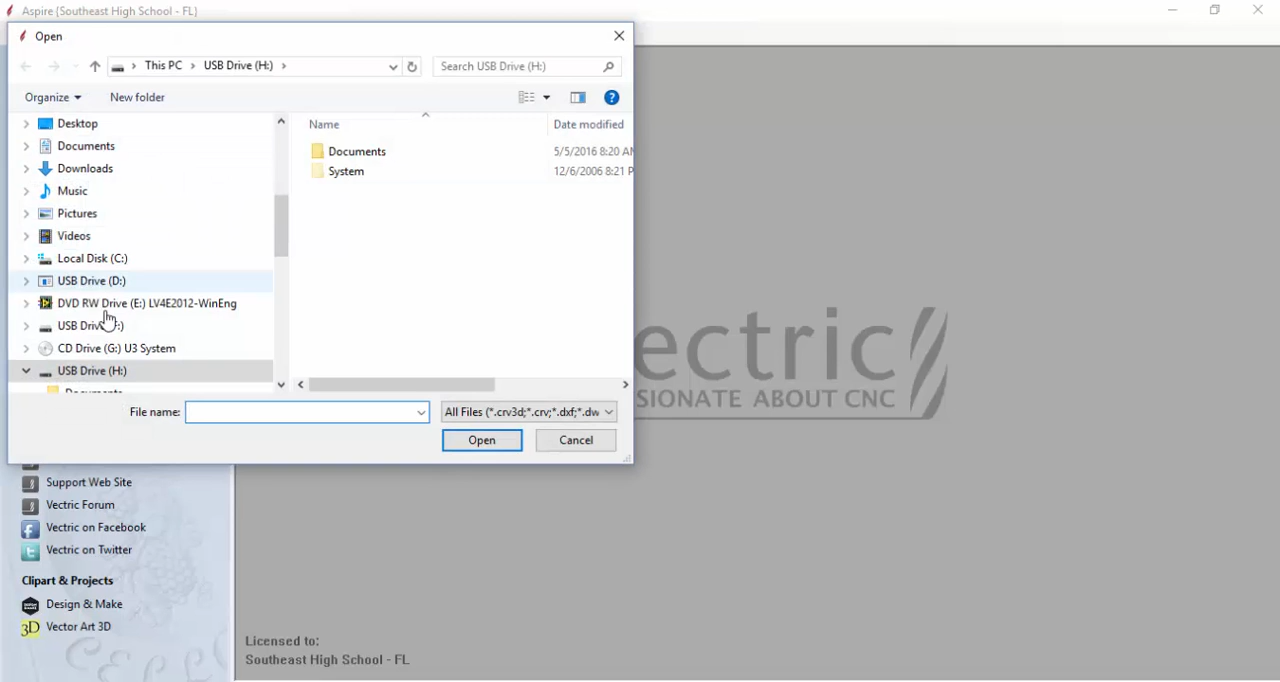 Aspire {Southeast High School - FL}
Open
This PC > USB Drive (H:) >
Search USB Drive (H:)
Organize
New folder
Name
Date modified
Desktop
Documents
Downloads
Music
Pictures
Videos
Local Disk (C:)
USB Drive (D:)
DVD RW Drive (E:) LV4E2012-WinEng
USB
CD Drive (G:) U3 System
USB Drive (H:)
Documents
Documents 5/5/2016 8:20
System 12/6/2006 8:21
File name:
All Files (*.crv3d;*.crv;*.dxf;*.dw
Open
Cancel
ectric
SIONATE ABOUT CNC
Support Web Site
Vectric Forum
Vectric on Facebook
Vectric on Twitter
Clipart & Projects
Design & Make
3D Vector Art 3D
Licensed to:
Southeast High School - FL